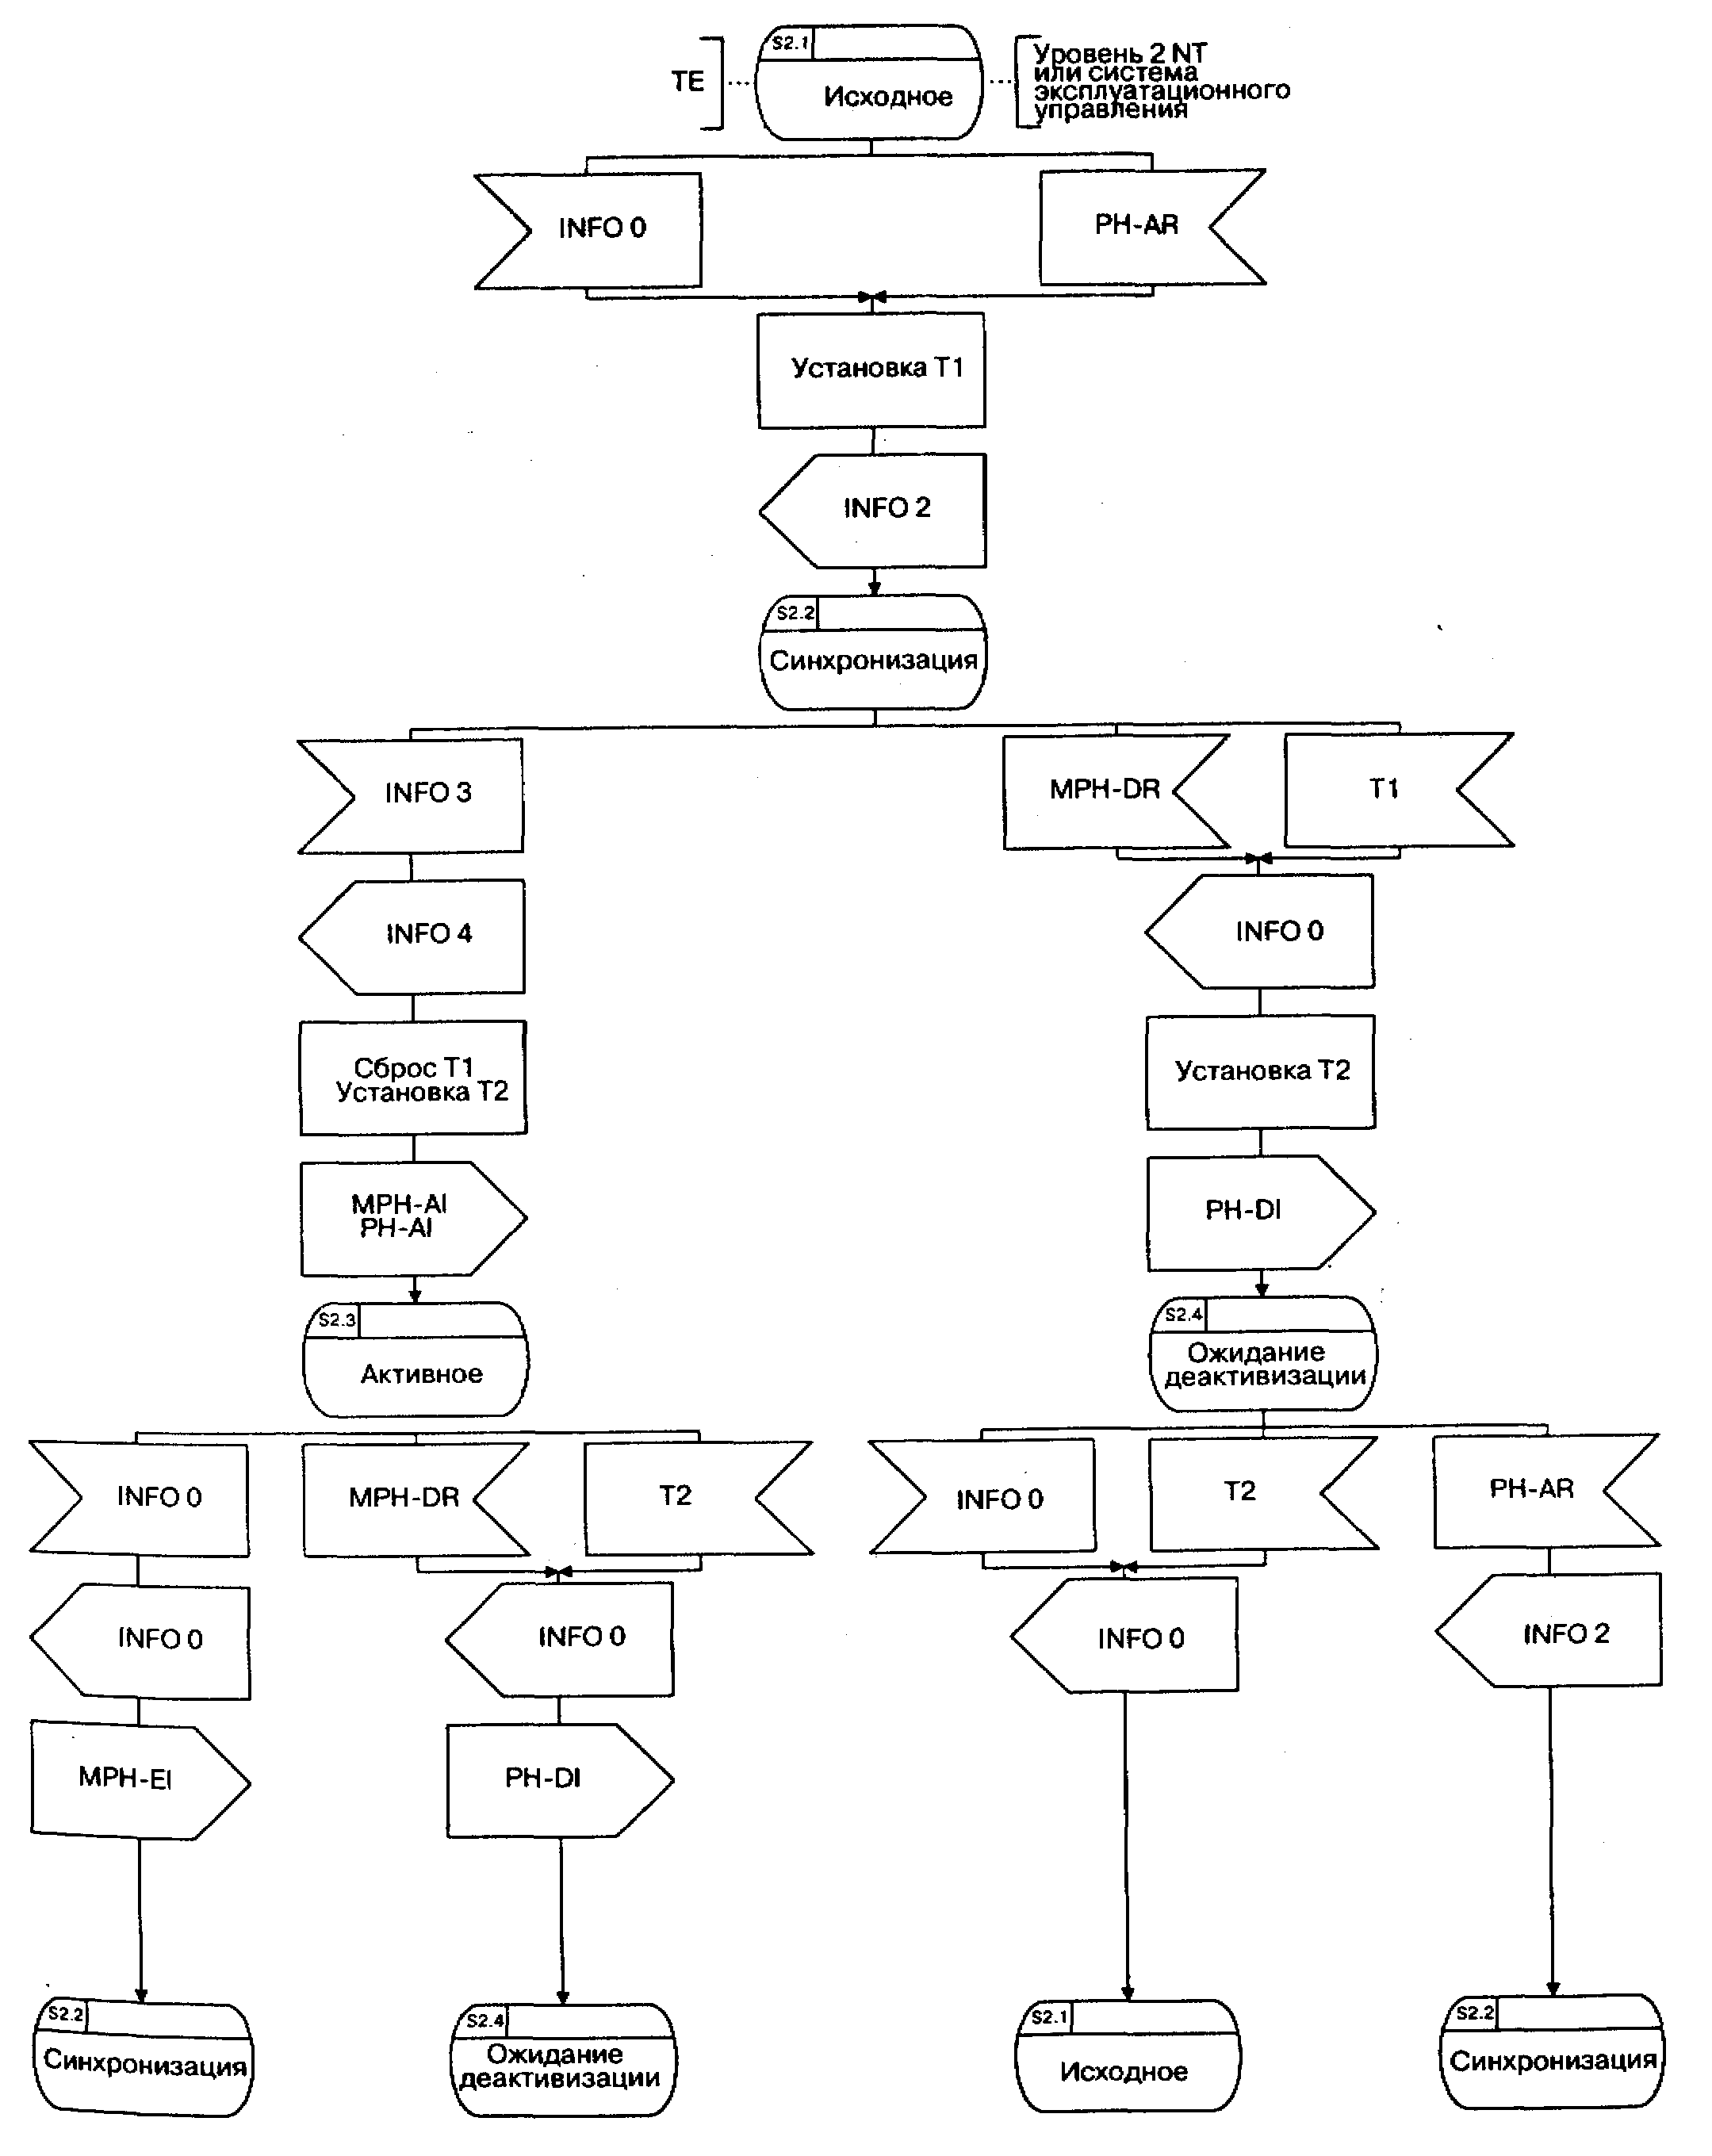 S2.1
TE
Исходное
Уровень 2 NT
или система
эксплуатационного
управления
INFO 0
PH-AR
Установка T1
INFO 2
S2.2
Синхронизация
INFO 3
MPH-DR
T1
INFO 4
INFO 0
Сброс T1
Установка T2
Установка T2
MPH-AI
PH-AI
PH-DI
S2.3
Активное
S2.4
Ожидание
деактивизации
INFO 0
MPH-DR
T2
INFO 0
T2
PH-AR
INFO 0
INFO 0
INFO 0
INFO 2
MPH-EI
PH-DI
S2.2
Синхронизация
S2.4
Ожидание
деактивизации
S2.1
Исходное
S2.2
Синхронизация